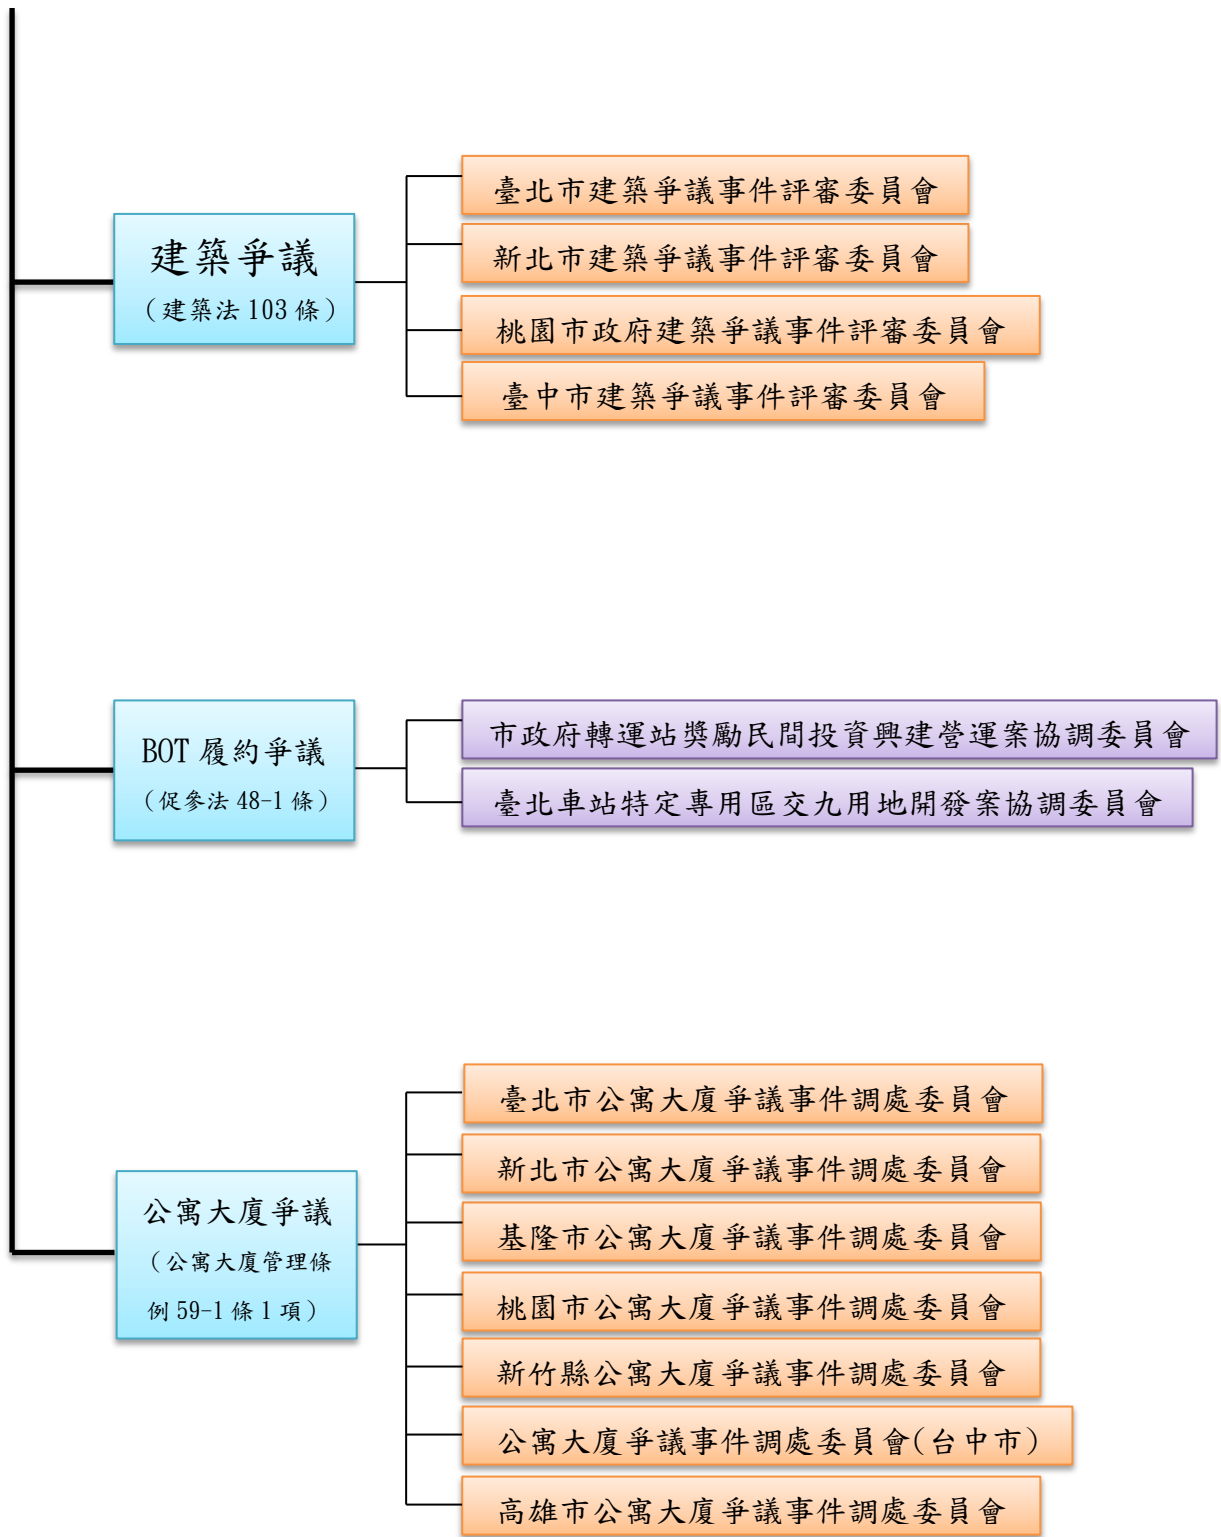 建築爭議
（建築法 103 條）
臺北市建築爭議事件評審委員會
新北市建築爭議事件評審委員會
桃園市政府建築爭議事件評審委員會
臺中市建築爭議事件評審委員會
BOT 履約爭議
（促參法 48-1 條）
市政府轉運站獎勵民間投資興建營運案協調委員會
臺北車站特定專用區交九用地開發案協調委員會
公寓大廈爭議
（公寓大廈管理條
例 59-1 條 1 項）
臺北市公寓大廈爭議事件調處委員會
新北市公寓大廈爭議事件調處委員會
基隆市公寓大廈爭議事件調處委員會
桃園市公寓大廈爭議事件調處委員會
新竹縣公寓大廈爭議事件調處委員會
公寓大廈爭議事件調處委員會(台中市)
高雄市公寓大廈爭議事件調處委員會